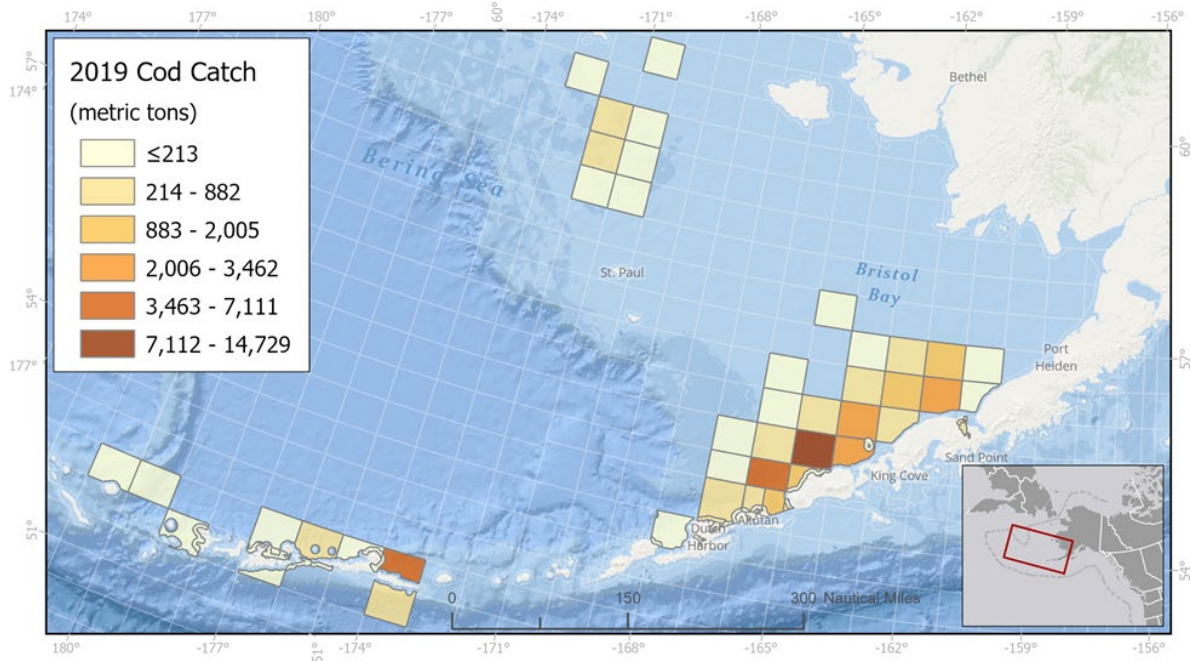 174° -177° 180° -177° 60° -174° -171° -168° -165° -162° -159° -156°
57°
174°
2019 Cod Catch
(metric tons)
≤213
214 - 882
883 - 2,005
2,006 - 3,462
3,463 - 7,111
7,112 - 14,729
Bethel
60°
Bering Sea
St. Paul
Bristol
Bay
54°
177°
Port
Heiden
57°
Sand Point
King Cove
51°
Akutan
Dutch
Harbor
54°
0 150 300 Nautical Miles
180° -177° 51° -174° -171° -168° -165° -162° -159° -156°